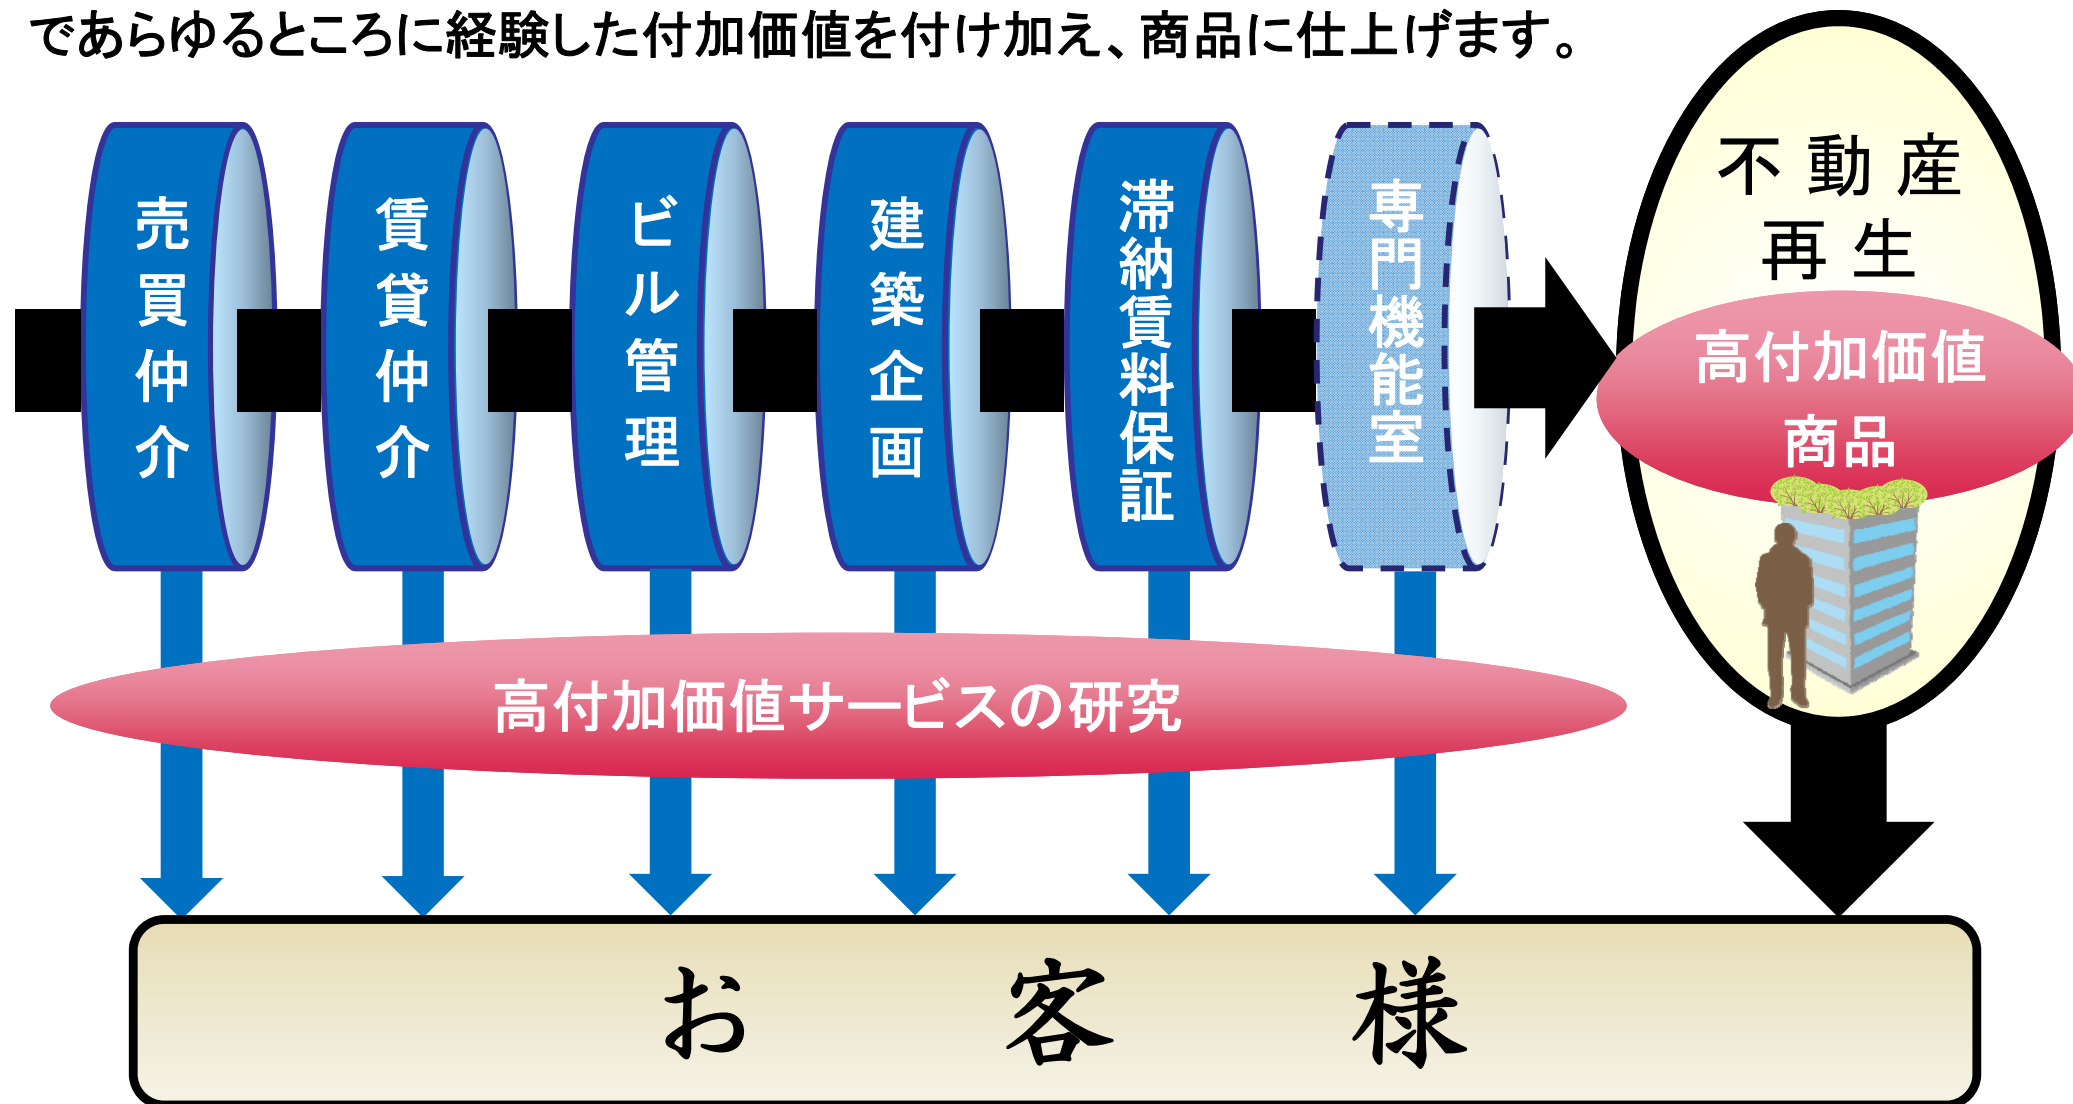 であらゆるところに経験した付加価値を付け加え、商品に仕上げます。
売買仲介
賃貸仲介
ビル管理
建築企画
滞納賃料保証
専門機能室
不動産
再生
高付加価値
商品
高付加価値サービスの研究
お客様